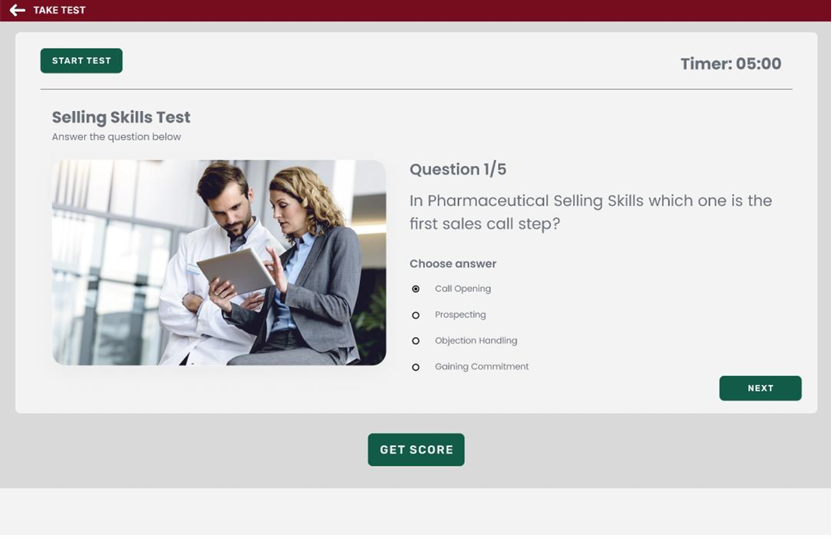 TAKE TEST
START TEST
Timer: 05:00
Selling Skills Test
Answer the question below
Question 1/5
In Pharmaceutical Selling Skills which one is the
first sales call step?
Choose answer
Call Opening
Prospecting
Objection Handling
Gaining Commitment
NEXT
GET SCORE